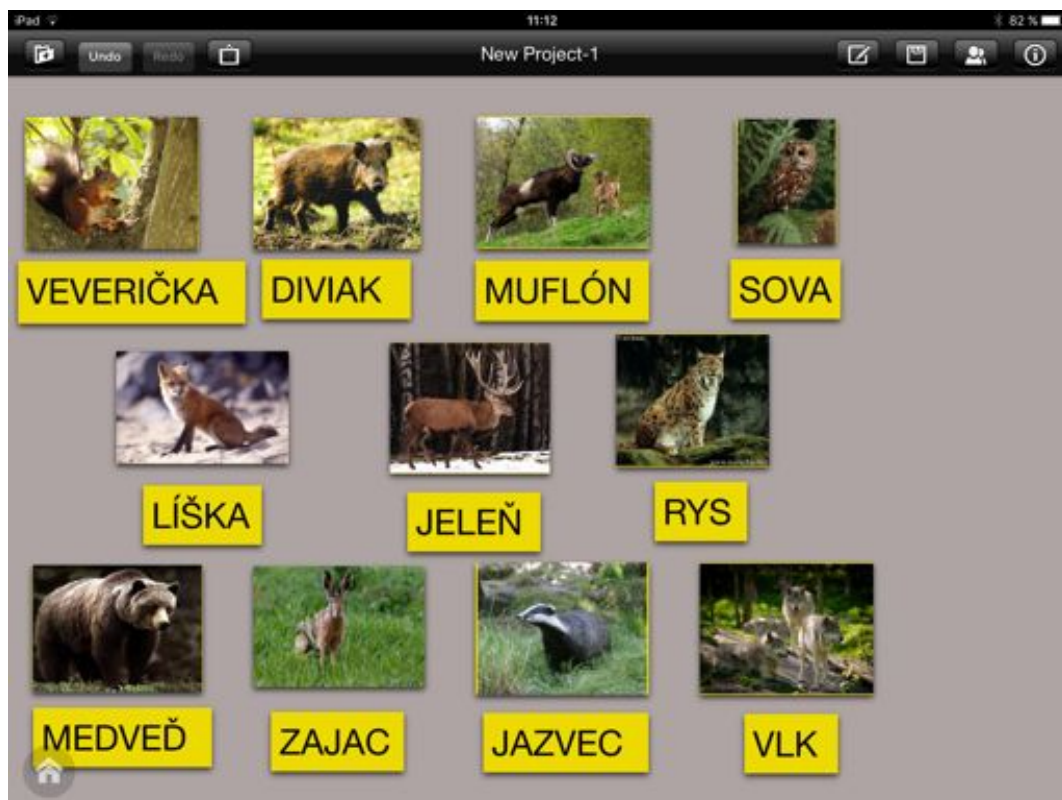 iPad 11:12 82 %
Undo Redo New Project-1
VEVERIČKA DIVIAK MUFLÓN SOVA
LÍŠKA JELEŇ RYS
MEDVEĎ ZAJAC JAZVEC VLK